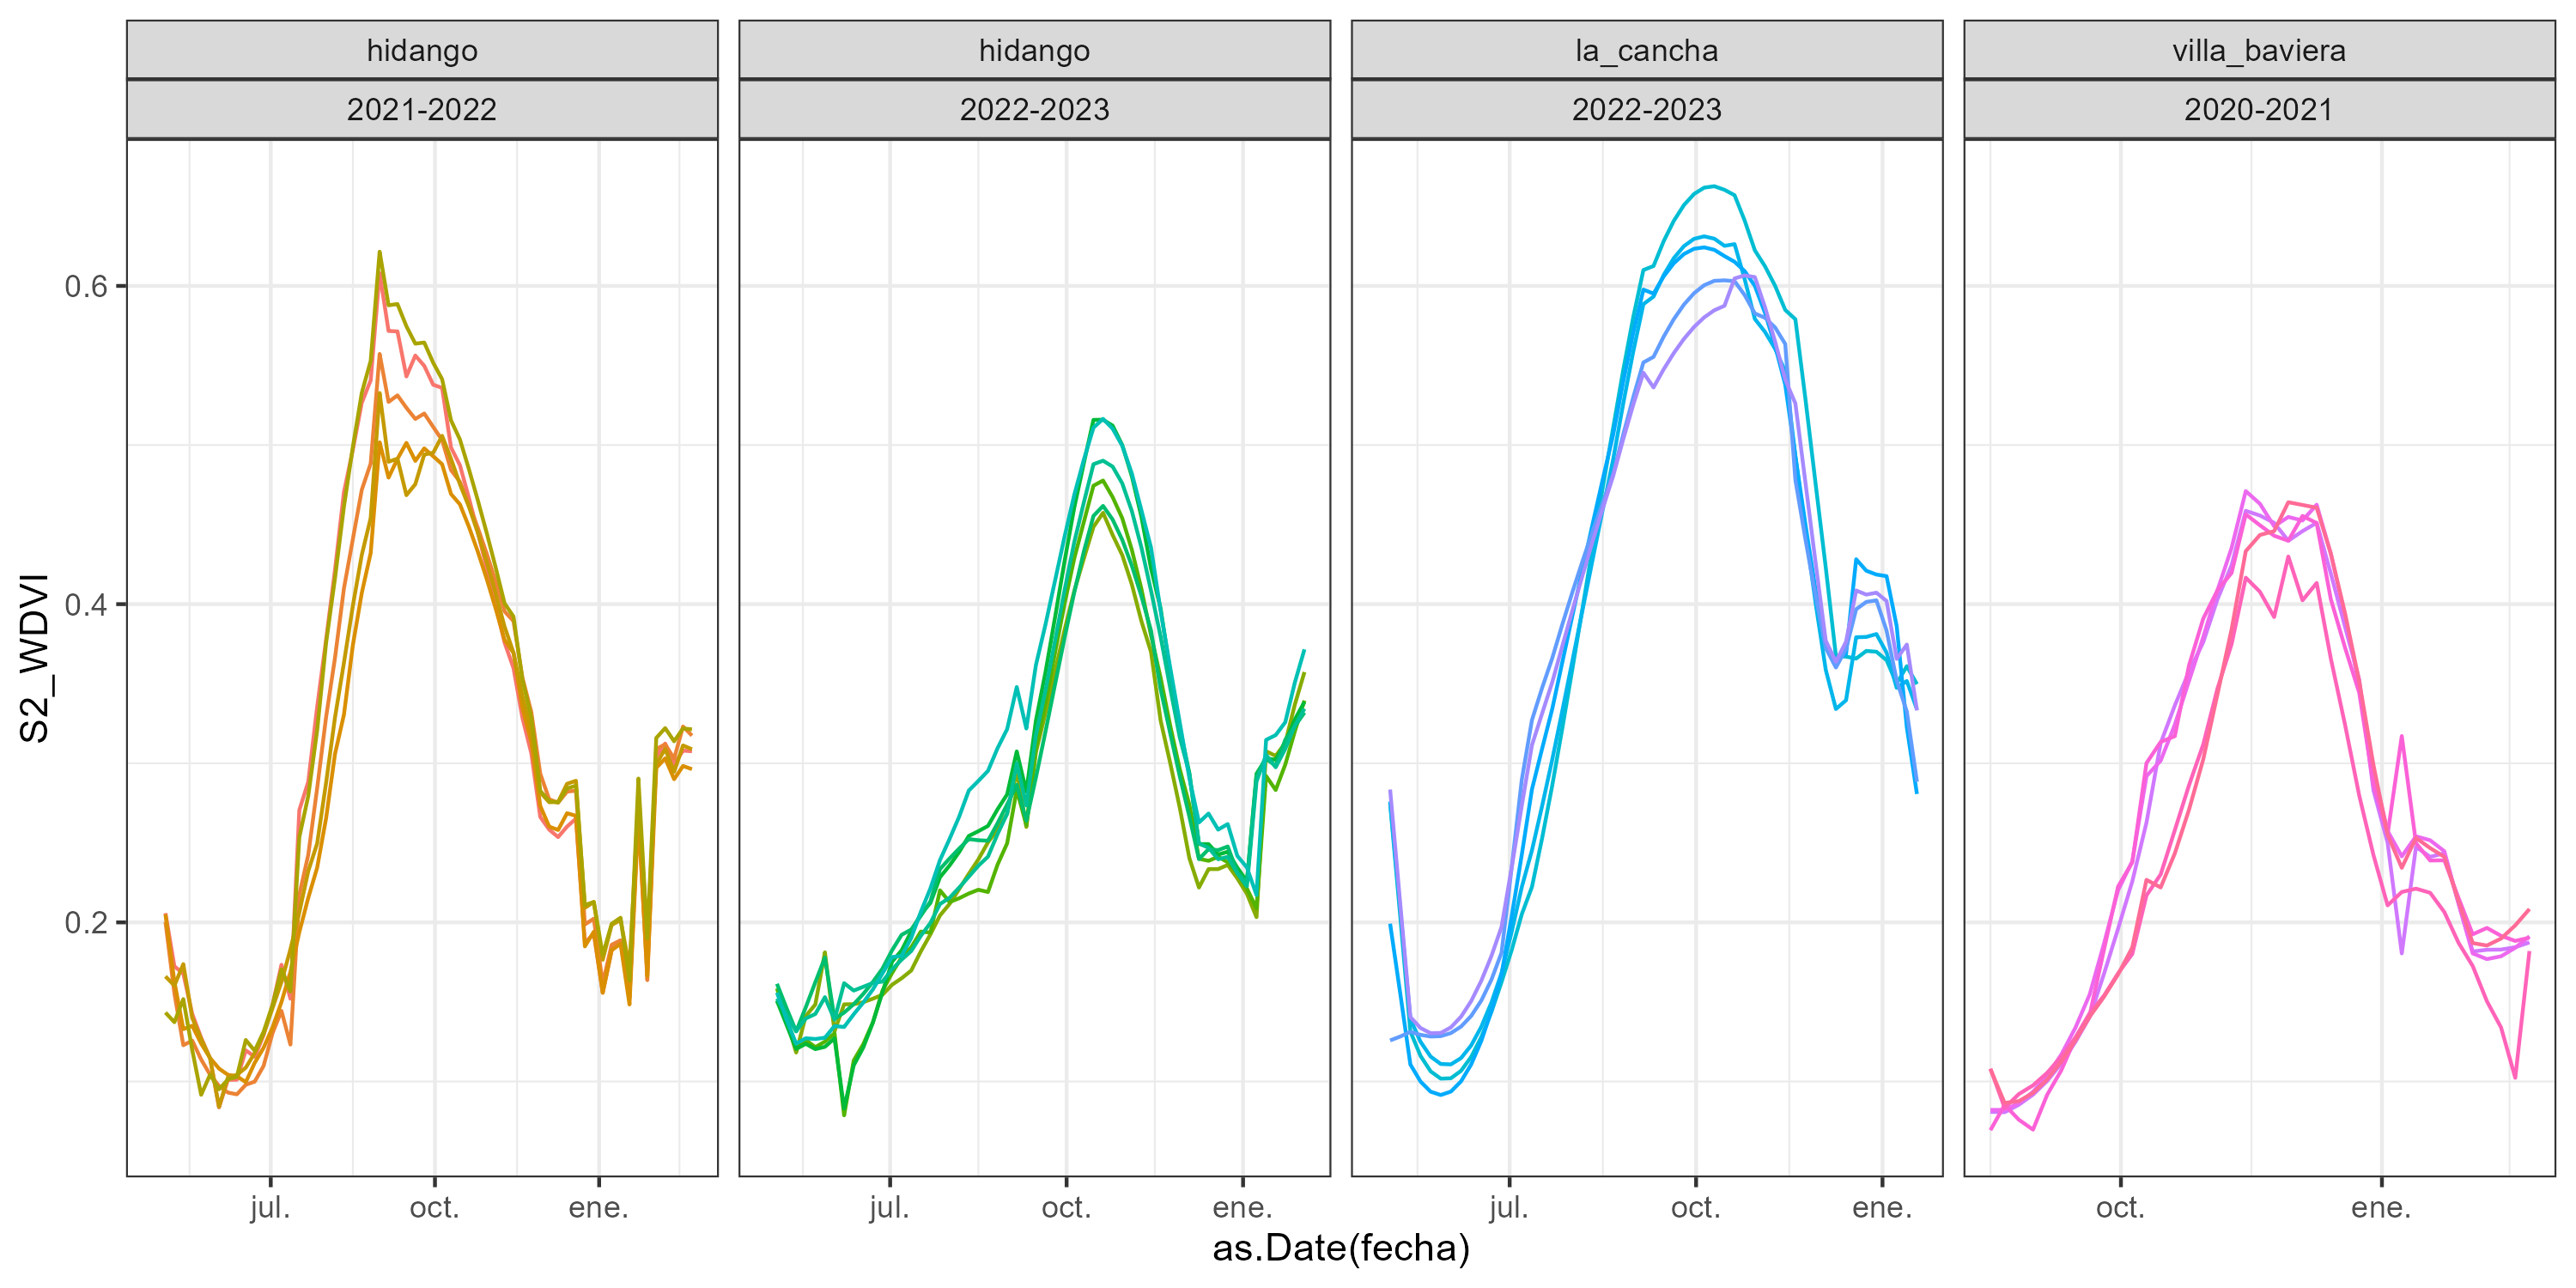 hidango hidango la_cancha villa_baviera
2021-2022 2022-2023 2022-2023 2020-2021
S2_WDVI
0.6
0.4
0.2
jul. oct. ene. jul. oct. ene. jul. oct. ene. oct. ene.
as.Date(fecha)